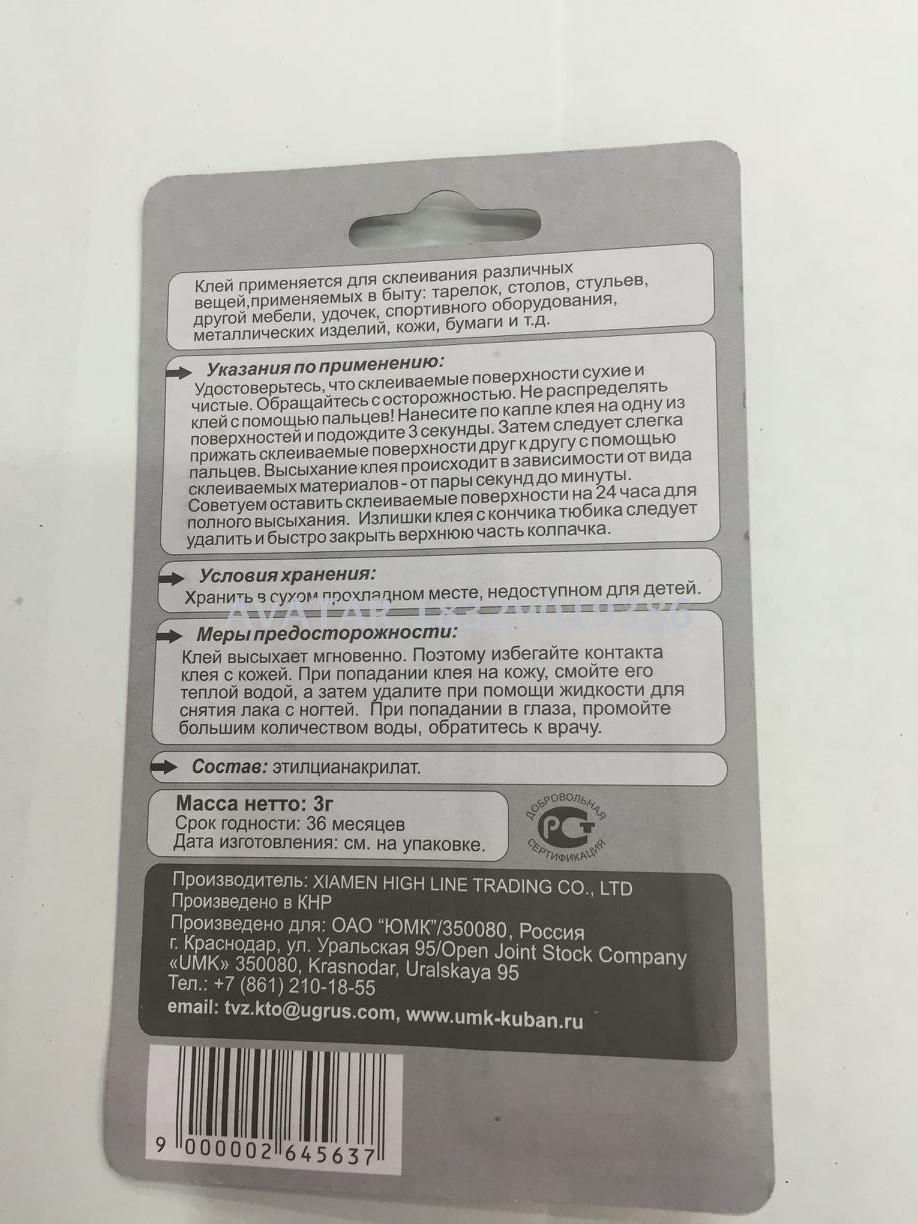 Клей применяется для склеивания различных
вещей,применяемых в быту: тарелок, столов, стульев,
другой мебели, удочек, спортивного оборудования,
металлических изделий, кожи, бумаги и т.д.
Указания по применению:
Удостоверьтесь, что склеиваемые поверхности сухие и
чистые. Обращайтесь с осторожностью. Не распределять
клей с помощью пальцев! Нанесите по капле клея на одну из
поверхностей и подождите 3 секунды. Затем следует слегка
прижать склеиваемые поверхности друг к другу с помощью
пальцев. Высыхание клея происходит в зависимости от вида
склеиваемых материалов - от пары секунд до минуты.
Советуем оставить склеиваемые поверхности на 24 часа для
полного высыхания. Излишки клея с кончика тюбика следует
удалить и быстро закрыть верхнюю часть колпачка.
Условия хранения:
Хранить в сухом прохладном месте, недоступном для детей.
AVATAR 18329019386
Меры предосторожности:
Клей высыхает мгновенно. Поэтому избегайте контакта
клея с кожей. При попадании клея на кожу, смойте его
теплой водой, а затем удалите при помощи жидкости для
снятия лака с ногтей. При попадании в глаза, промойте
большим количеством воды, обратитесь к врачу.
Состав: этилцианакрилат.
Масса нетто: 3г
Срок годности: 36 месяцев
Дата изготовления: см. на упаковке.
ДОБРОВОЛЬНАЯ
РСТ
СЕРТИФИКАЦИЯ
Производитель: XIAMEN HIGH LINE TRADING CO., LTD
Произведено в КНР
Произведено для: ОАО "ЮМК"/350080, Россия
г. Краснодар, ул. Уральская 95/Open Joint Stock Company
«UMK» 350080, Krasnodar, Uralskaya 95
Тел.: +7 (861) 210-18-55
email: tvz.kto@ugrus.com, www.umk-kuban.ru
9 000002 645637